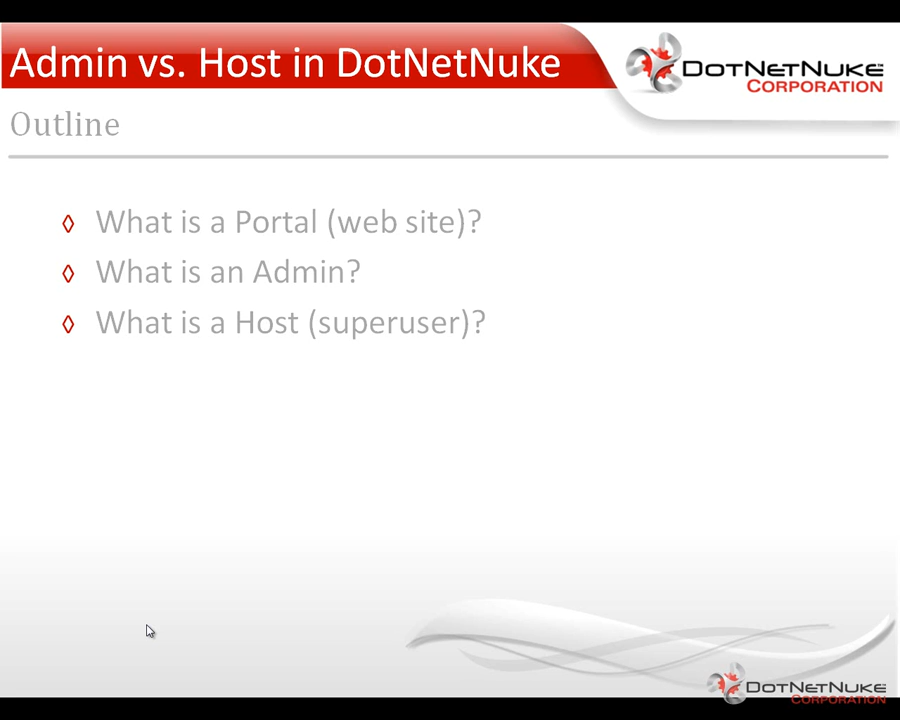 Admin vs. Host in DotNetNuke
DOTNETNUKE
CORPORATION
Outline
What is a Portal (web site)?
What is an Admin?
What is a Host (superuser)?
DOTNETNUKE
CORPORATION